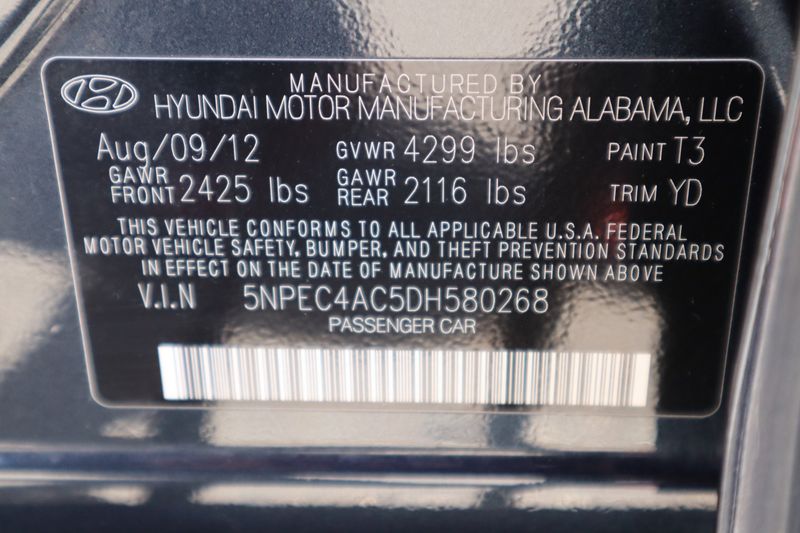 MANUFACTURED BY
HYUNDAI MOTOR MANUFACTURING ALABAMA, LLC
Aug/09/12 GVWR 4299 lbs PAINT T3
GAWR FRONT 2425 lbs GAWR REAR 2116 lbs TRIM YD
THIS VEHICLE CONFORMS TO ALL APPLICABLE U.S.A. FEDERAL
MOTOR VEHICLE SAFETY, BUMPER, AND THEFT PREVENTION STANDARDS
IN EFFECT ON THE DATE OF MANUFACTURE SHOWN ABOVE
V.I.N 5NPEC4AC5DH580268
PASSENGER CAR